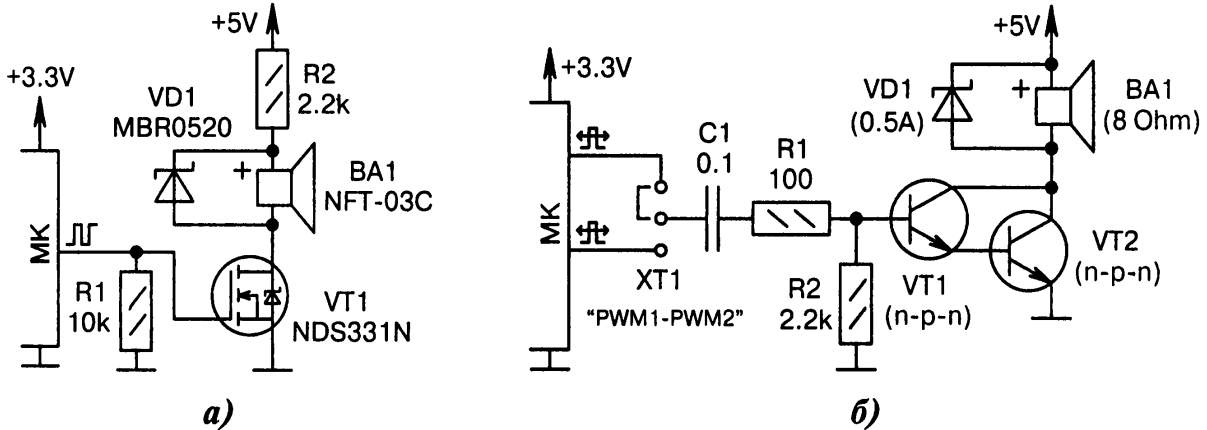 +5V
R2
2.2k
+3.3V
VD1
MBR0520
+
BA1
NFT-03C
МК
R1
10k
VT1
NDS331N
а)
+5V
+3.3V
VD1
(0.5A)
+
BA1
(8 Ohm)
C1
0.1
R1
100
МК
XT1
"PWM1-PWM2"
R2
2.2k
VT1
(n-p-n)
VT2
(n-p-n)
б)